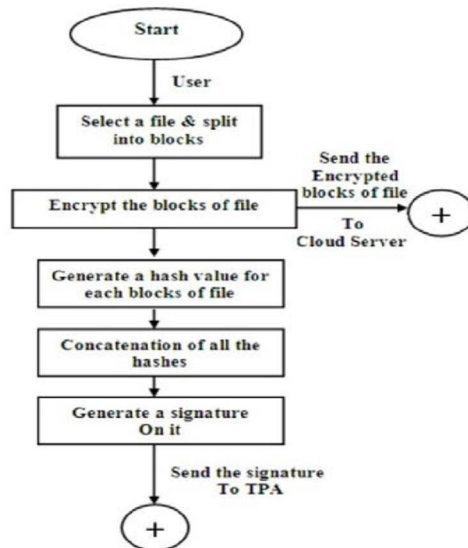 Start
User
Select a file & split
into blocks
Encrypt the blocks of file
Send the
Encrypted
blocks of file
To
Cloud Server
+
Generate a hash value for
each blocks of file
Concatenation of all the
hashes
Generate a signature
On it
Send the signature
To TPA
+